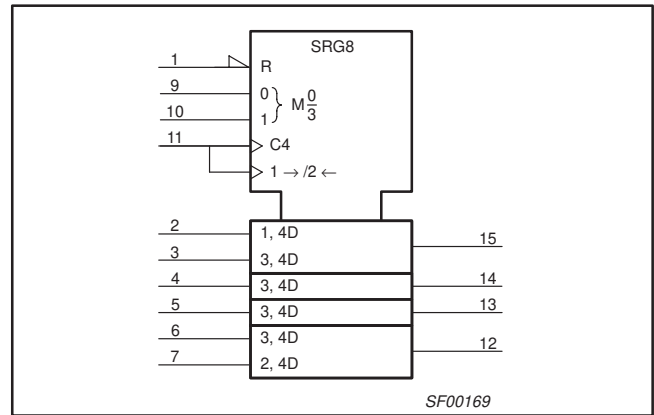 SRG8
1
R
9
0
M 0/3
10
1
11
C4
1 → /2 ←
2
1, 4D
15
3
3, 4D
4
3, 4D
14
5
3, 4D
13
6
3, 4D
12
7
2, 4D
SF00169